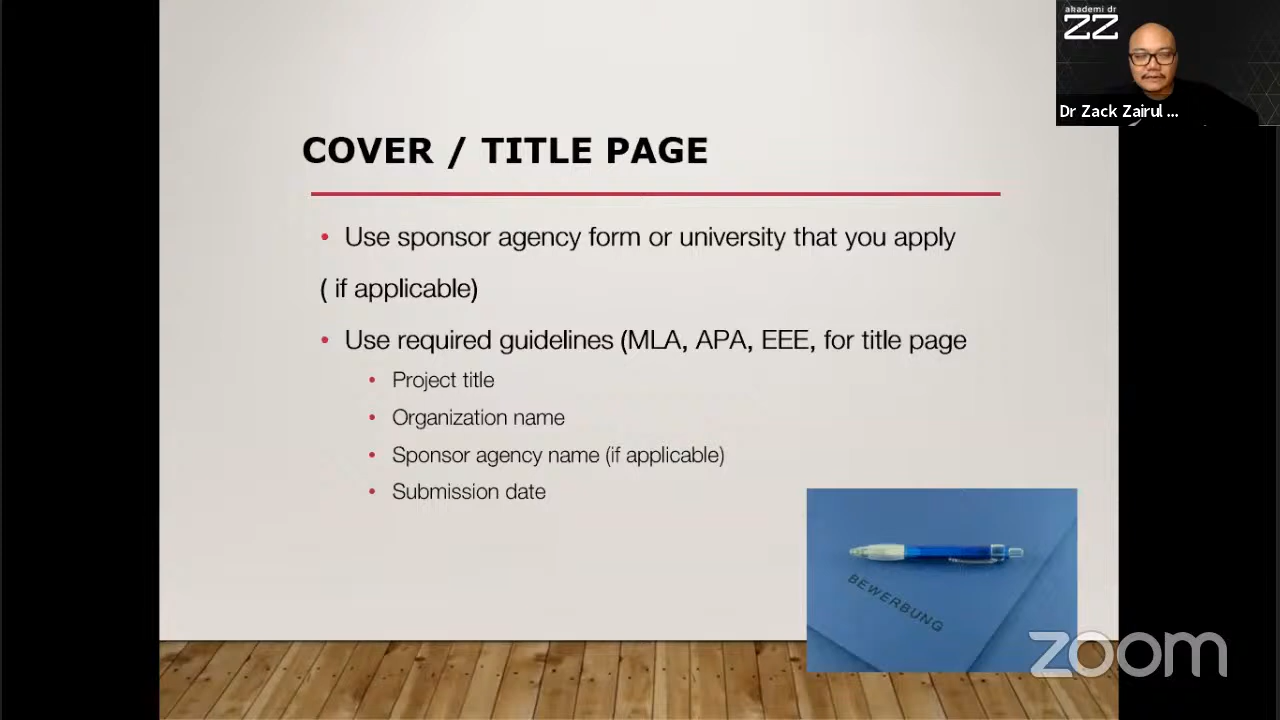 akademi dr
ZZ
Dr Zack Zairul ...
COVER / TITLE PAGE
• Use sponsor agency form or university that you apply
( if applicable)
• Use required guidelines (MLA, APA, EEE, for title page
• Project title
• Organization name
• Sponsor agency name (if applicable)
• Submission date
BEWERBUNG
zoom